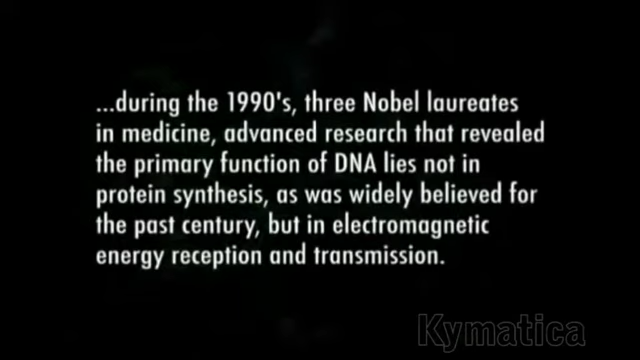 ...during the 1990's, three Nobel laureates
in medicine, advanced research that revealed
the primary function of DNA lies not in
protein synthesis, as was widely believed for
the past century, but in electromagnetic
energy reception and transmission.
Kymatica